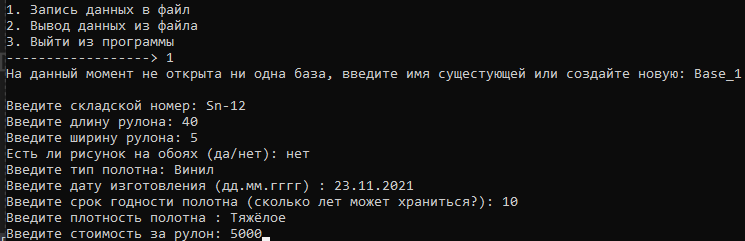 1. Запись данных в файл
2. Вывод данных из файла
3. Выйти из программы
------------------> 1
На данный момент не открыта ни одна база, введите имя сущестующей или создайте новую: Base_1
Введите складской номер: Sn-12
Введите длину рулона: 40
Введите ширину рулона: 5
Есть ли рисунок на обоях (да/нет): нет
Введите тип полотна: Винил
Введите дату изготовления (дд.мм.гггг) : 23.11.2021
Введите срок годности полотна (сколько лет может храниться?): 10
Введите плотность полотна : Тяжёлое
Введите стоимость за рулон: 5000